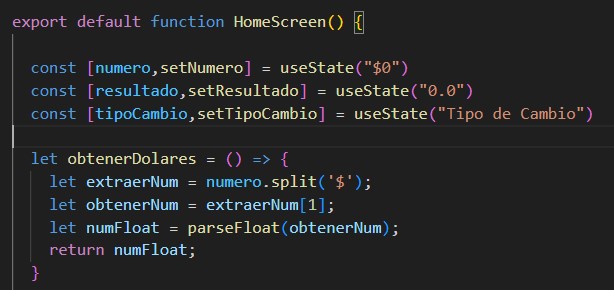 export default function HomeScreen() {
const [numero,setNumero] = useState("$0")
const [resultado,setResultado] = useState("0.0")
const [tipoCambio,setTipoCambio] = useState("Tipo de Cambio")
let obtenerDolares = () => {
let extraerNum = numero.split('$');
let obtenerNum = extraerNum[1];
let numFloat = parseFloat(obtenerNum);
return numFloat;
}